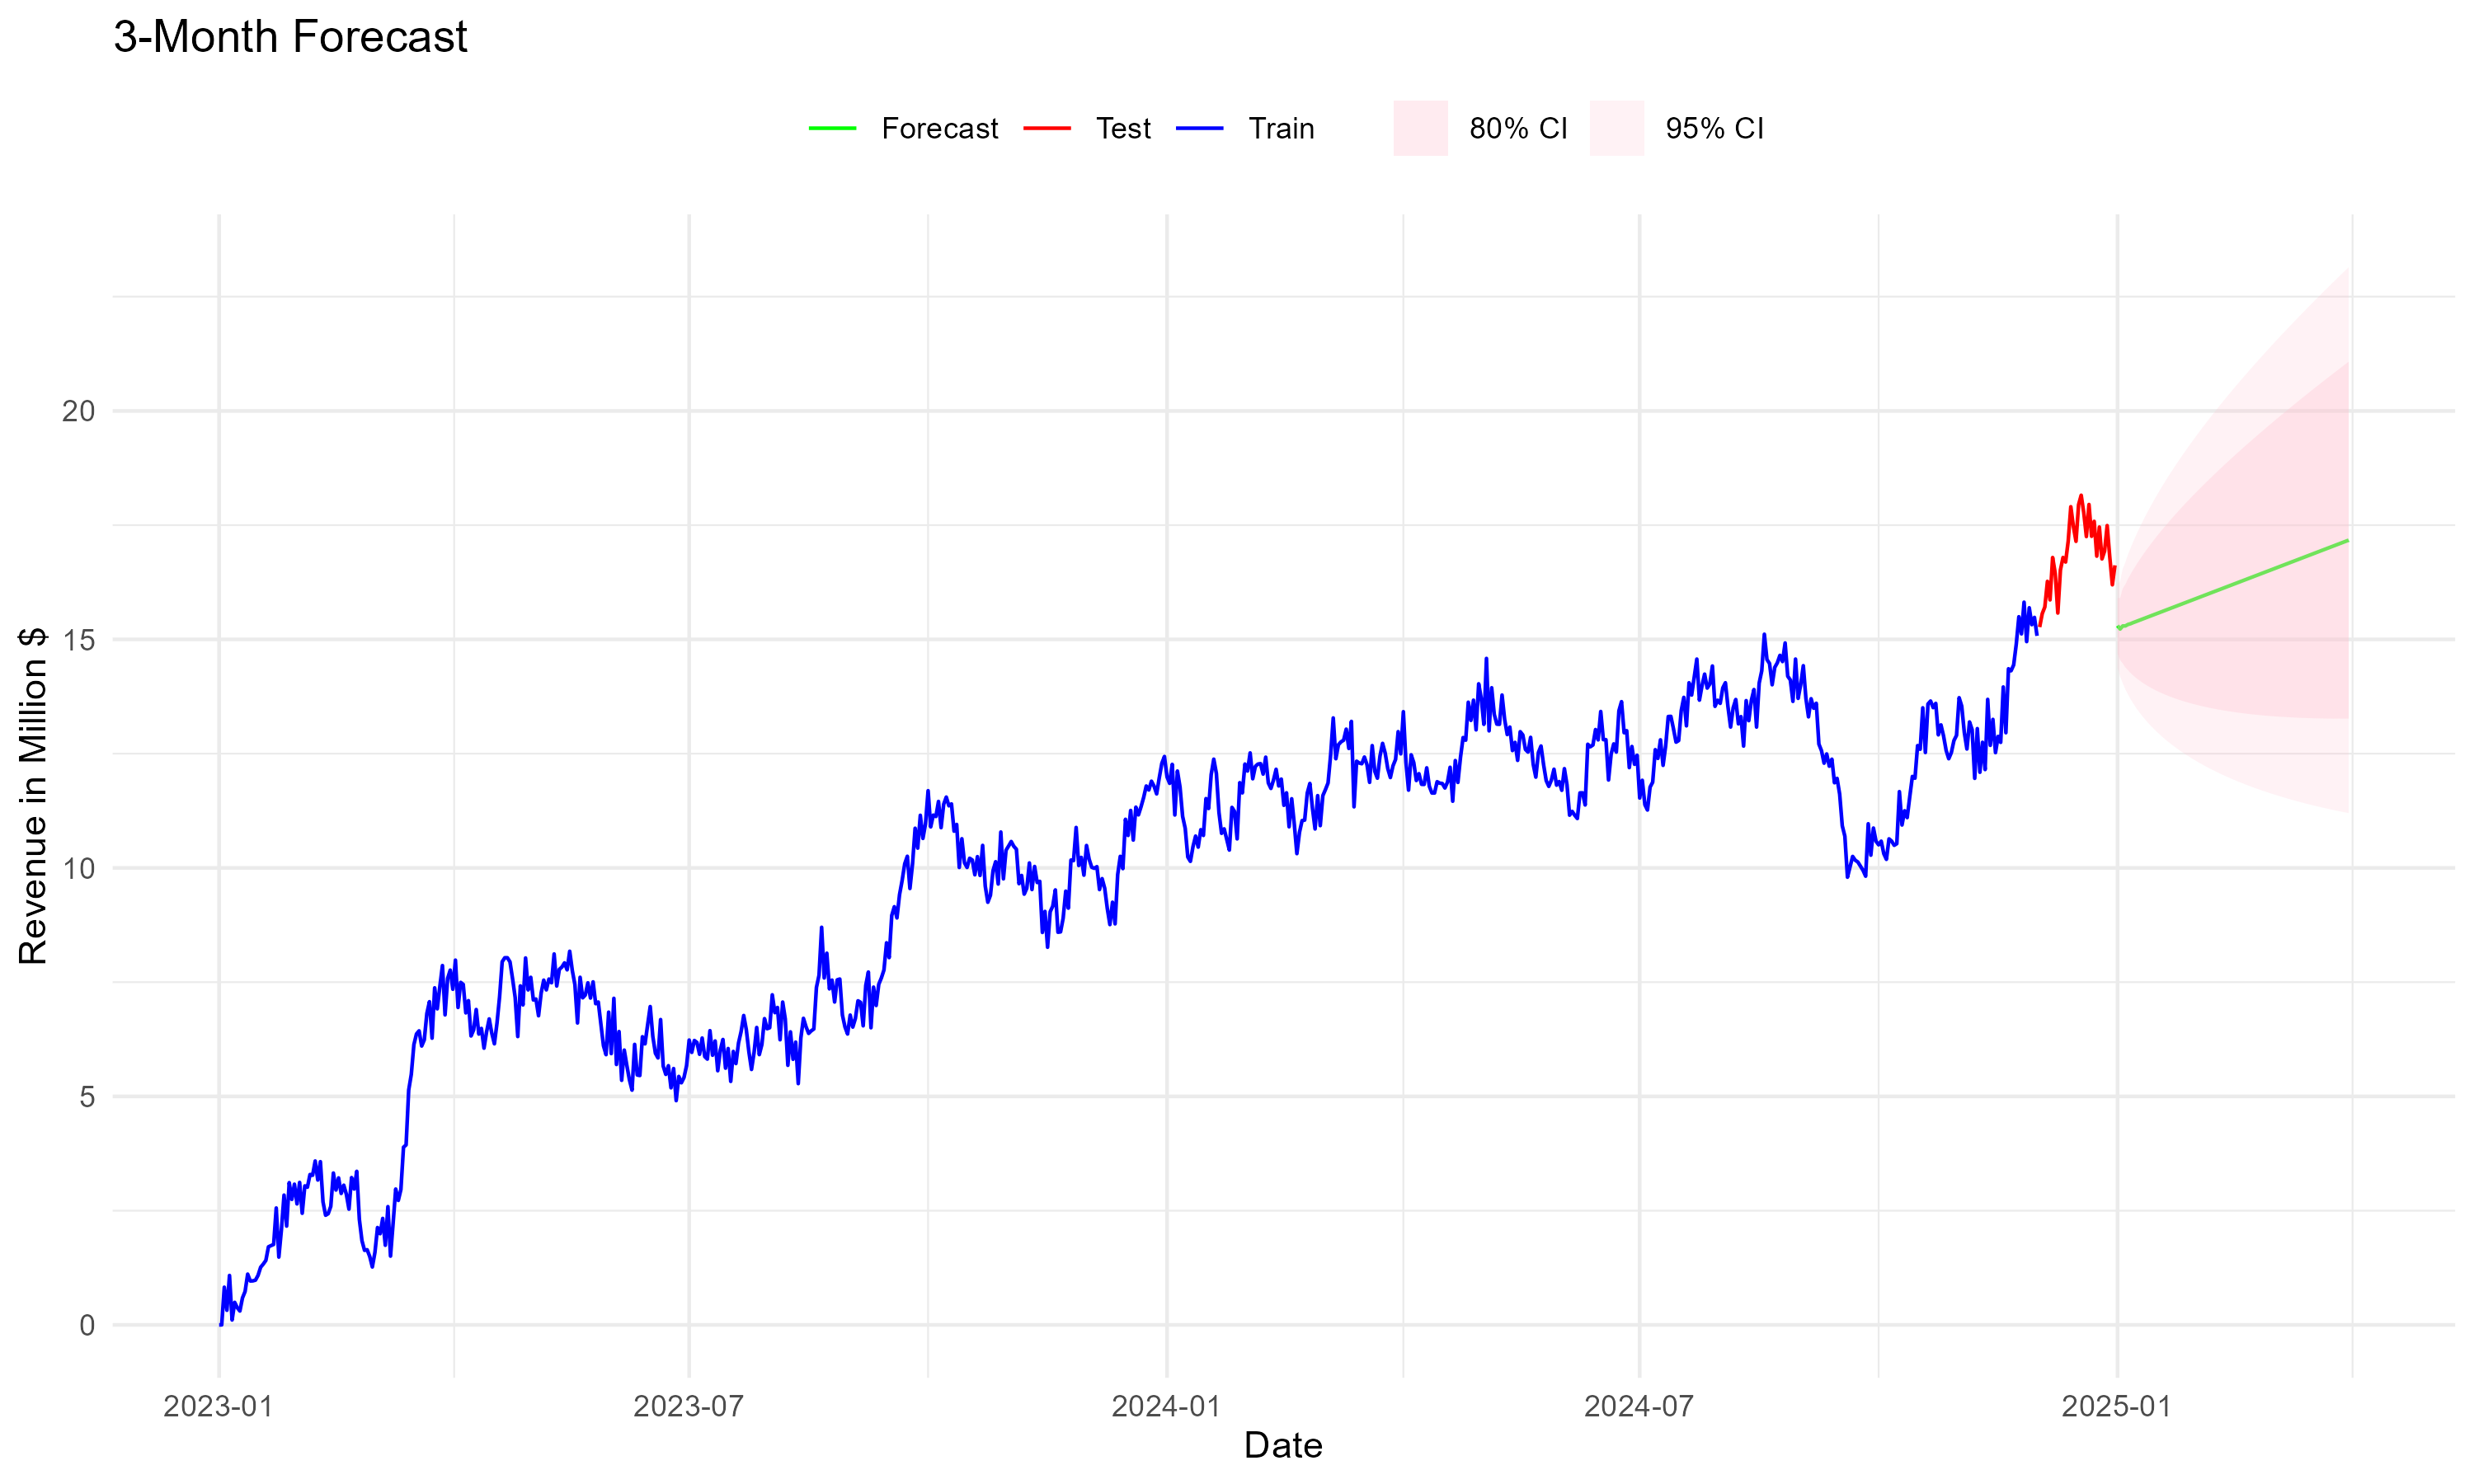 3-Month Forecast
Forecast Test Train 80% CI 95% CI
Revenue in Million $
20
15
10
5
0
2023-01 2023-07 2024-01 2024-07 2025-01
Date